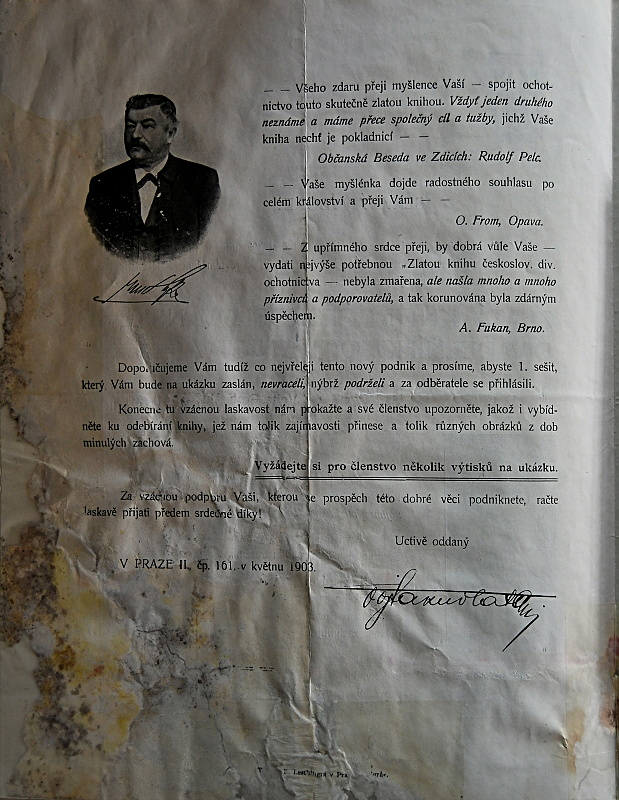 — — Všeho zdaru přeji myšlence Vaší — spojit ochot-
nictvo touto skutečně zlatou knihou. Vždyť jeden druhého
neznáme a máme přece společný cíl a tužby, jichž Vaše
kniha nechť je pokladnicí — —
Občanská Beseda ve Zdicích: Rudolf Pelc.
— — Vaše myšlénka dojde radostného souhlasu po
celém království a přeji Vám — —
O. From, Opava.
— — Z upřímného srdce přeji, by dobrá vůle Vaše —
vydati nejvýše potřebnou „Zlatou knihu českoslov. div.
ochotnictva — nebyla zmařena, ale našla mnoho a mnoho
příznivců a podporovatelů, a tak korunována byla zdárným
úspěchem.
A. Fukan, Brno.
Doporučujeme Vám tudíž co nejvřeleji tento nový podnik a prosíme, abyste 1. sešit,
který Vám bude na ukázku zaslán, nevraceli, nýbrž podrželi a za odběratele se přihlásili.
Konečně tu vzácnou laskavost nám prokažte a své členstvo upozorněte, jakož i vybíd-
něte ku odebírání knihy, jež nám tolik zajímavosti přinese a tolik různých obrázků z dob
minulých zachová.
Vyžádejte si pro členstvo několik výtisků na ukázku.
Za vzácnou podporu Vaši, kterou ve prospěch této dobré věci podniknete, račte
laskavě přijati předem srdečné díky!
Uctivě oddaný
V PRAZE II., čp. 161. v květnu 1903.